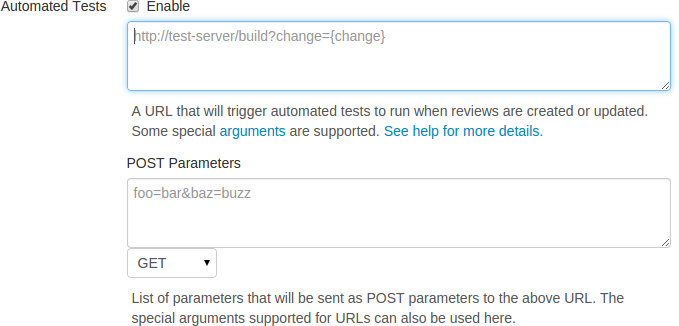 Automated Tests Enable
http://test-server/build?change={change}
A URL that will trigger automated tests to run when reviews are created or updated.
Some special arguments are supported. See help for more details.
POST Parameters
foo=bar&baz=buzz
GET
List of parameters that will be sent as POST parameters to the above URL. The
special arguments supported for URLs can also be used here.